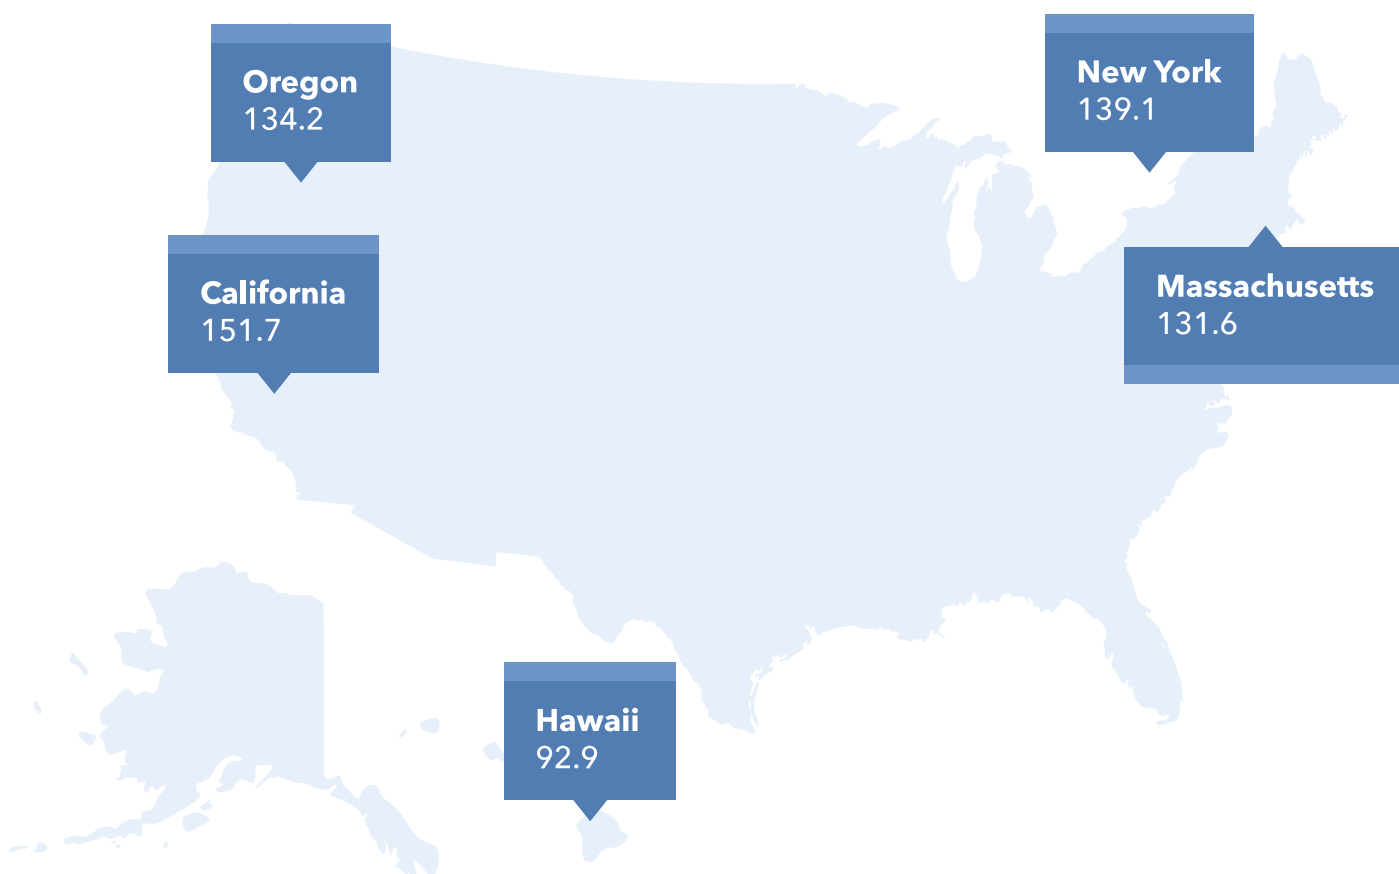 Oregon
134.2
New York
139.1
California
151.7
Massachusetts
131.6
Hawaii
92.9